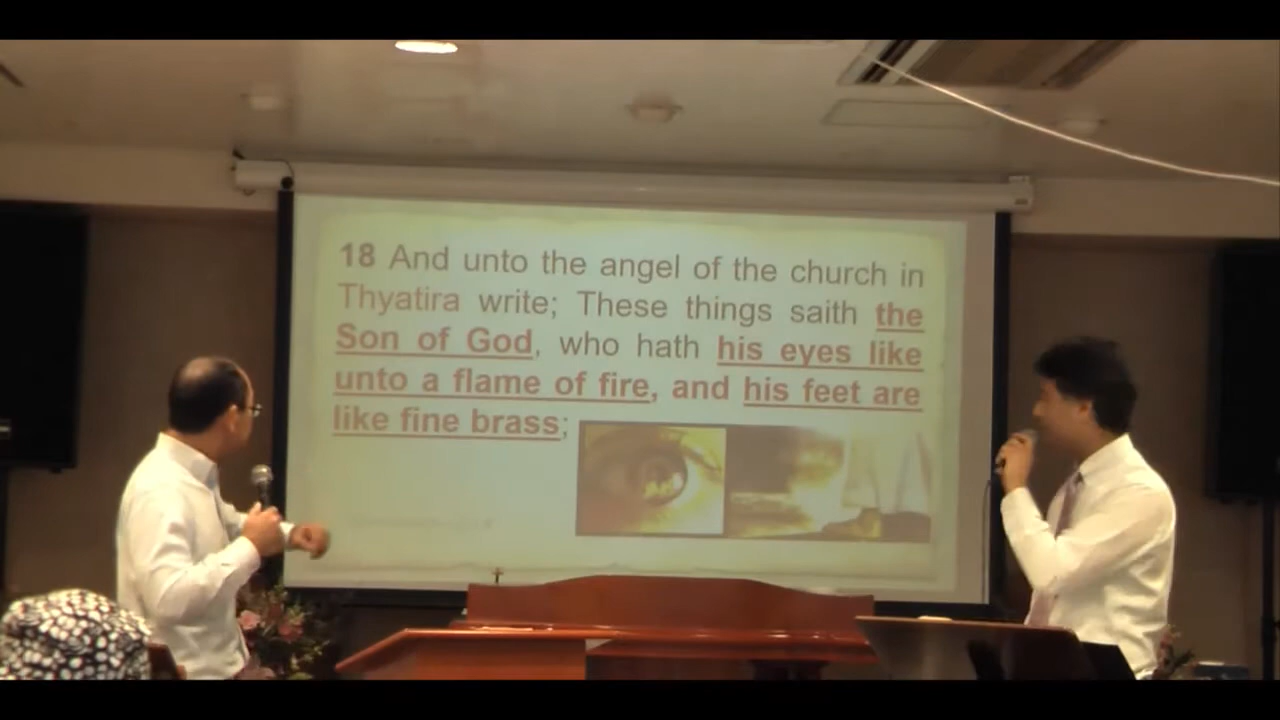 18 And unto the angel of the church in
Thyatira write; These things saith the
Son of God, who hath his eyes like
unto a flame of fire, and his feet are
like fine brass;